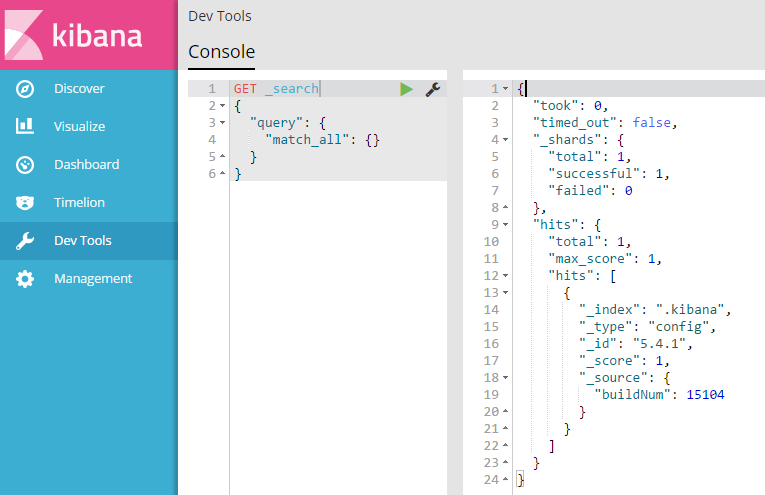 kibana
Discover
Visualize
Dashboard
Timelion
Dev Tools
Management
Dev Tools
Console
1 GET _search
2 {
3 "query": {
4 "match_all": {}
5 }
6 }
1 {
2 "took": 0,
3 "timed_out": false,
4 "_shards": {
5 "total": 1,
6 "successful": 1,
7 "failed": 0
8 },
9 "hits": {
10 "total": 1,
11 "max_score": 1,
12 "hits": [
13 {
14 "_index": ".kibana",
15 "_type": "config",
16 "_id": "5.4.1",
17 "_score": 1,
18 "_source": {
19 "buildNum": 15104
20 }
21 }
22 ]
23 }
24 }